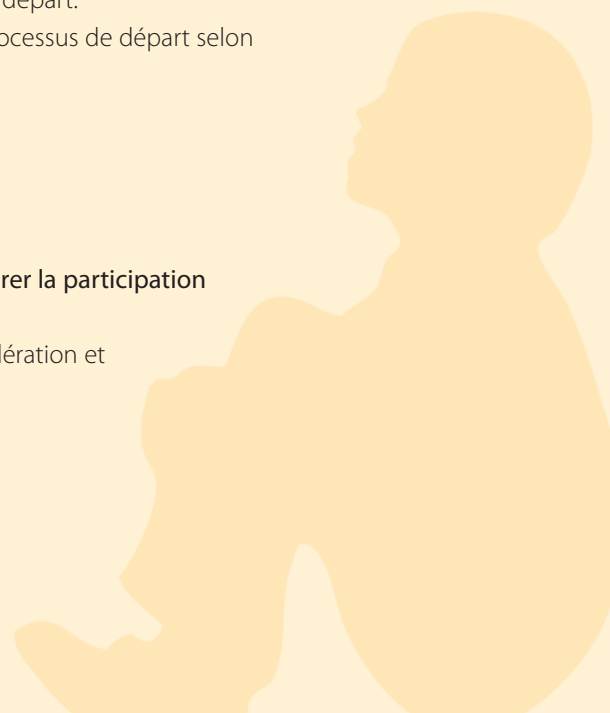 départ.
ocessus de départ selon
rer la participation
lération et